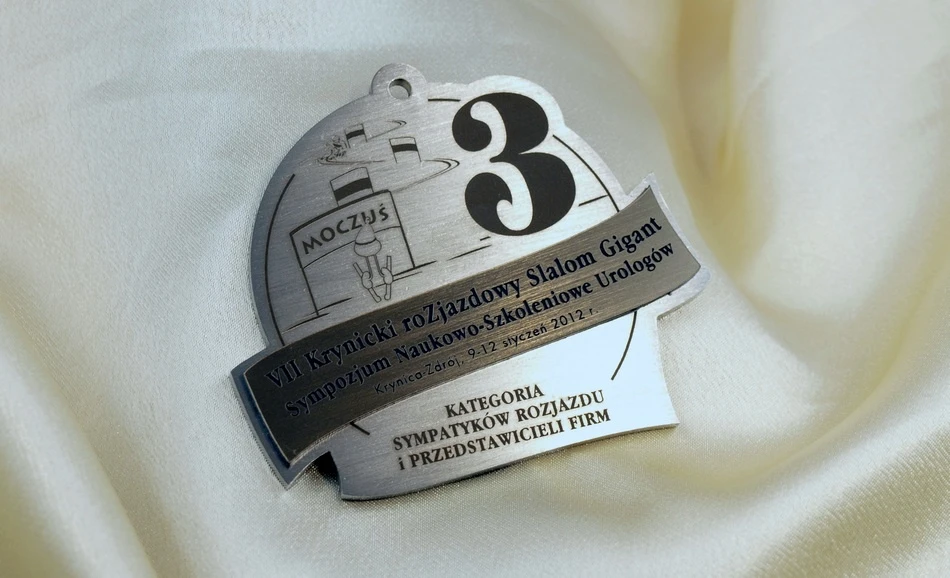 3
MOCZUŚ
VII Krynicki roZjazdowy Slalom Gigant
Sympozjum Naukowo-Szkoleniowe Urologów
Krynica-Zdrój, 9-12 styczeń 2012 r.
KATEGORIA
SYMPATYKÓW ROZJAZDU
i PRZEDSTAWICIELI FIRM